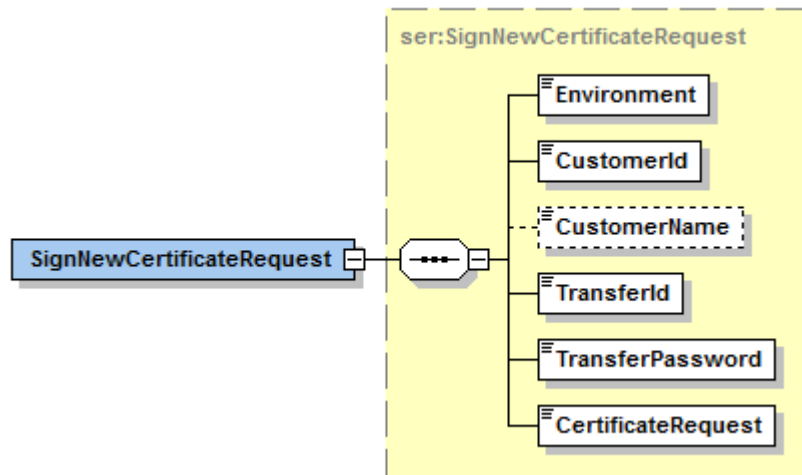 ser:SignNewCertificateRequest
Environment
CustomerId
CustomerName
SignNewCertificateRequest
TransferId
TransferPassword
CertificateRequest